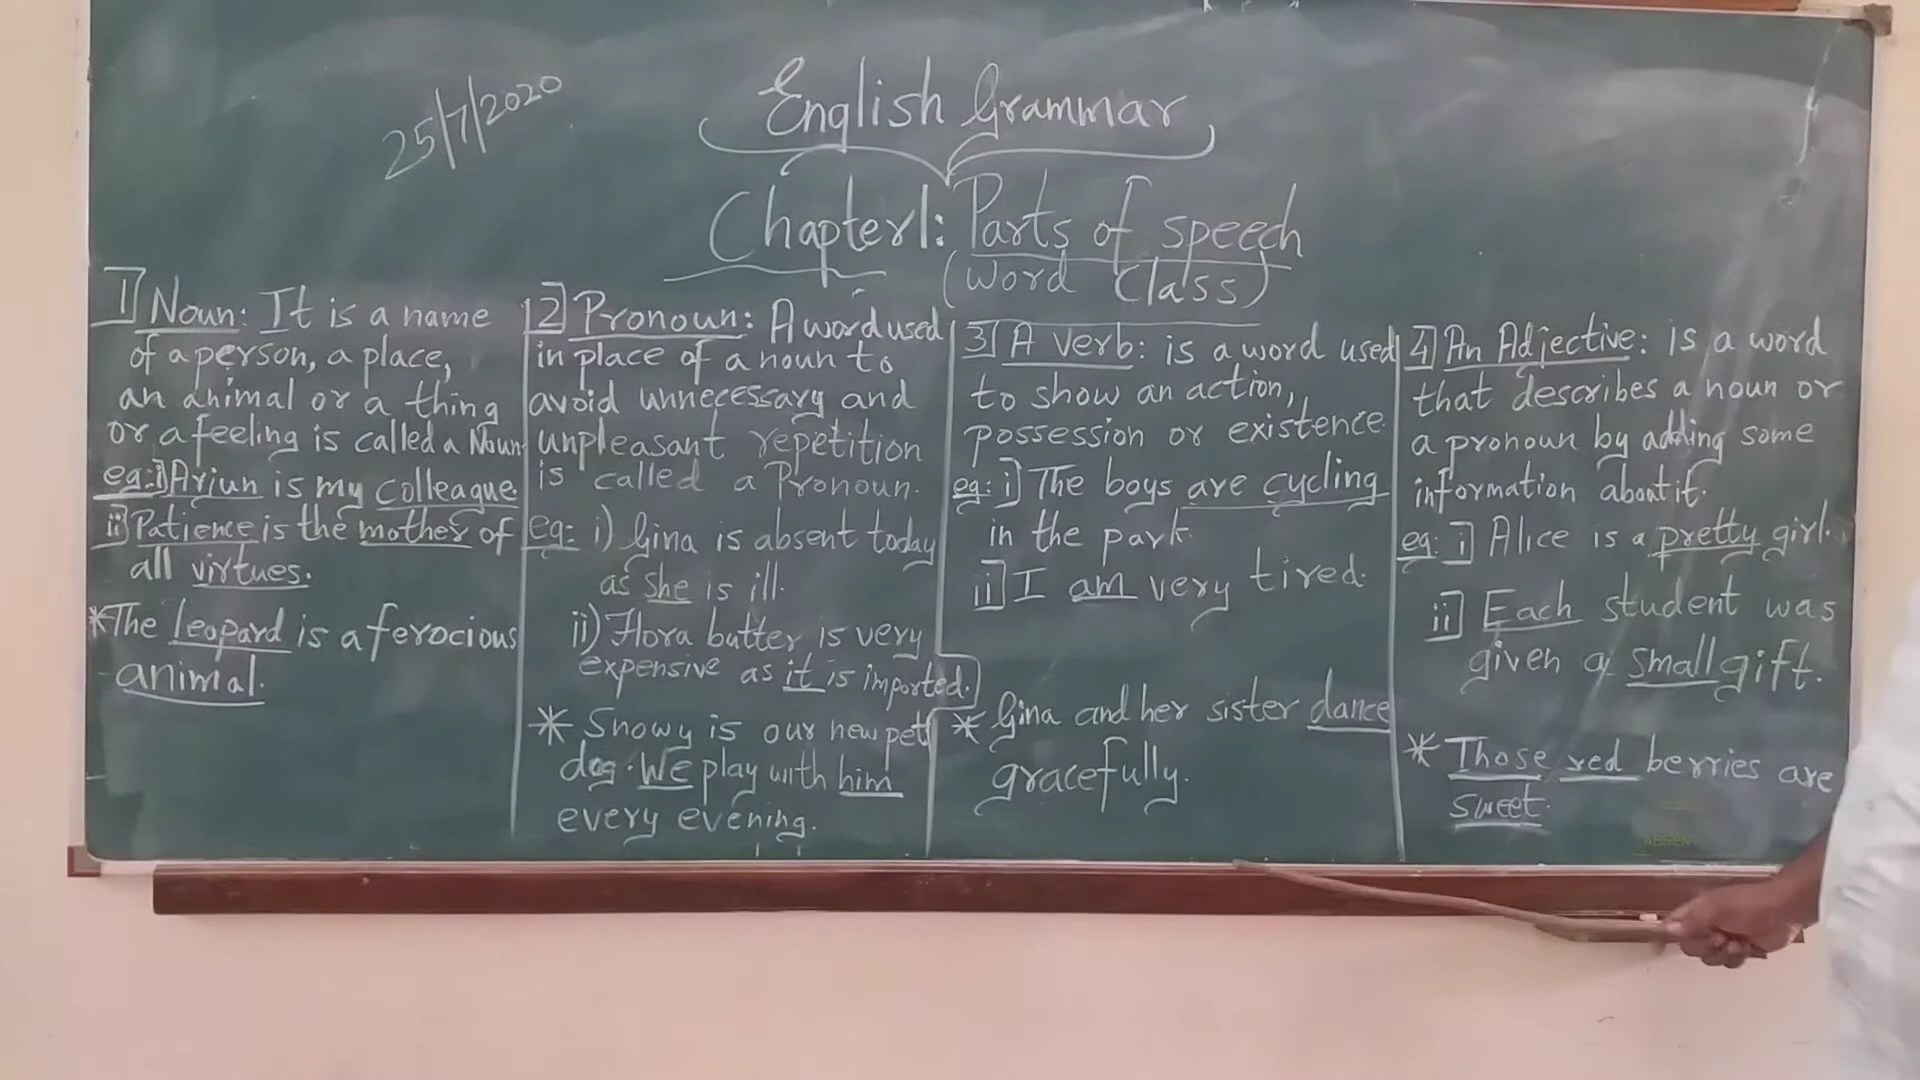 25/7/2020
English Grammar
Chapter 1: Parts of speech
(Word Class)
1] Noun: It is a name
of a person, a place,
an animal or a thing
or a feeling is called a Noun
eg: i] Arjun is my colleague.
ii] Patience is the mother of
all virtues.
*The leopard is a ferocious
animal.
2] Pronoun: A word used
in place of a noun to
avoid unnecessary and
unpleasant repetition
is called a Pronoun.
eg: i) Gina is absent today
as she is ill.
ii) Flora butter is very
expensive as it is imported.
* Snowy is our new pet
dog. We play with him
every evening.
3] A verb: is a word used
to show an action,
possession or existence
eg: i] The boys are cycling
in the park.
ii] I am very tired.
* Gina and her sister dance
gracefully.
4] An Adjective: is a word
that describes a noun or
a pronoun by adding some
information about it.
eg: i] Alice is a pretty girl.
ii] Each student was
given a small gift.
* Those red berries are
sweet.